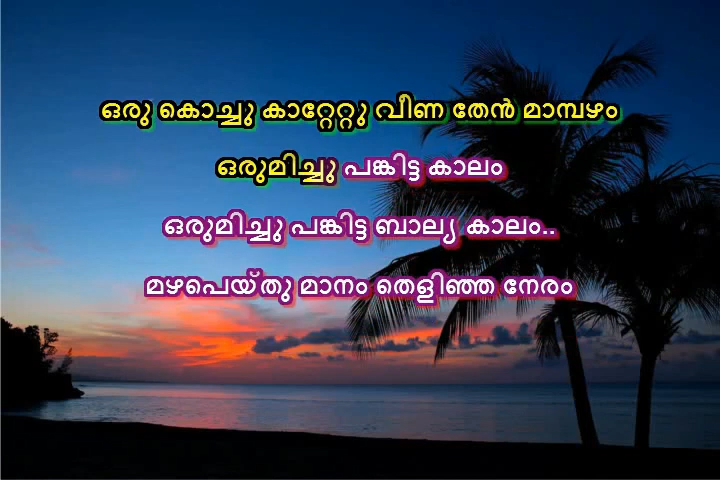 ഒരു കൊച്ചു കാറ്റേറ്റു വീണ തേൻ മാമ്പഴം
ഒരുമിച്ചു പങ്കിട്ട കാലം
ഒരുമിച്ചു പങ്കിട്ട ബാല്യ കാലം..
മഴപെയ്തു മാനം തെളിഞ്ഞ നേരം